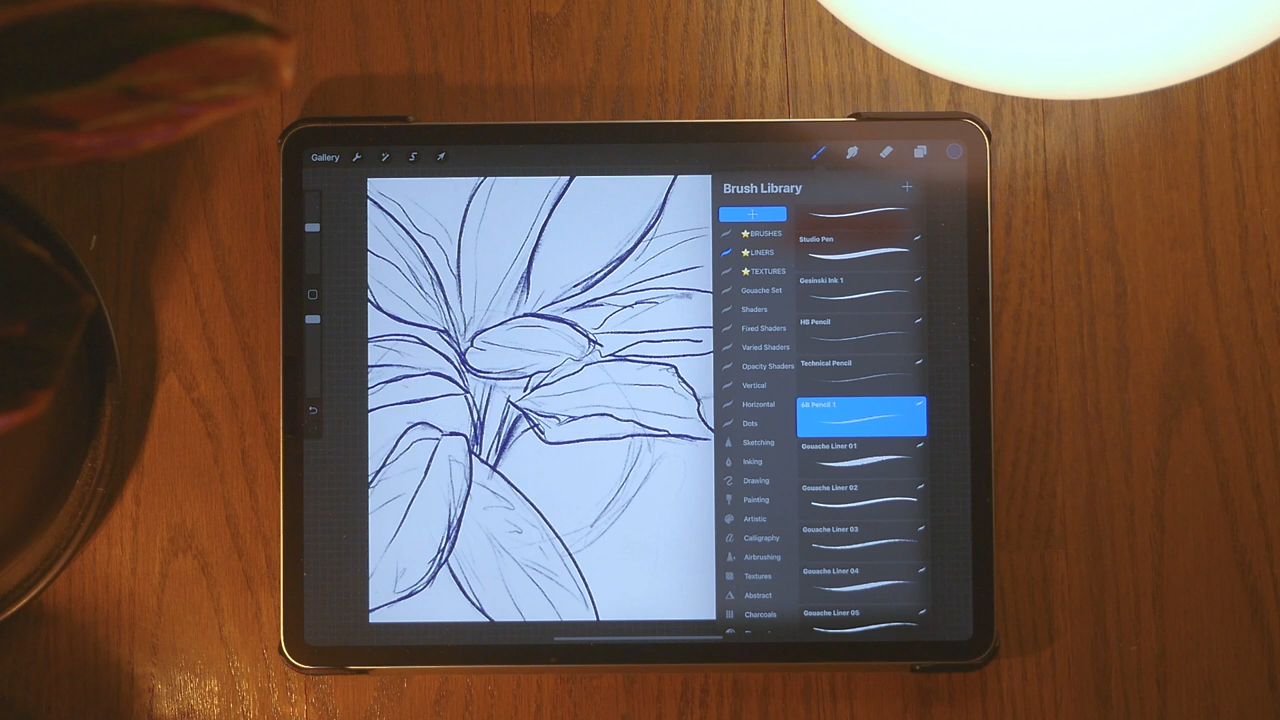 Gallery
Brush Library
⭐BRUSHES
⭐LINERS
⭐TEXTURES
Gouache Set
Shaders
Fixed Shaders
Varied Shaders
Opacity Shaders
Vertical
Horizontal
Dots
Sketching
Inking
Drawing
Painting
Artistic
Calligraphy
Airbrushing
Textures
Abstract
Charcoals
Studio Pen
Gesinski Ink 1
HB Pencil
Technical Pencil
6B Pencil 1
Gouache Liner 01
Gouache Liner 02
Gouache Liner 03
Gouache Liner 04
Gouache Liner 05